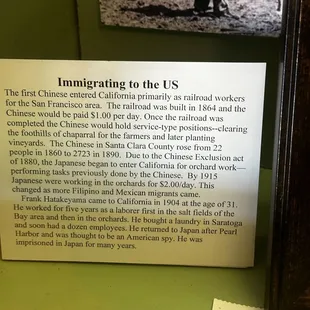 Immigrating to the US
The first Chinese entered California primarily as railroad workers
for the San Francisco area. The railroad was built in 1864 and the
Chinese would be paid $1.00 per day. Once the railroad was
completed the Chinese would hold service-type positions--clearing
the foothills of chaparral for the farmers and later planting
vineyards. The Chinese in Santa Clara County rose from 22
people in 1860 to 2723 in 1890. Due to the Chinese Exclusion act
of 1880, the Japanese began to enter California for orchard work—
performing tasks previously done by the Chinese. By 1915
Japanese were working in the orchards for $2.00/day. This
changed as more Filipino and Mexican migrants came.
Frank Hatakeyama came to California in 1904 at the age of 31.
He worked for five years as a laborer first in the salt fields of the
Bay area and then in the orchards. He bought a laundry in Saratoga
and soon had a dozen employees. He returned to Japan after Pearl
Harbor and was thought to be an American spy. He was
imprisoned in Japan for many years.